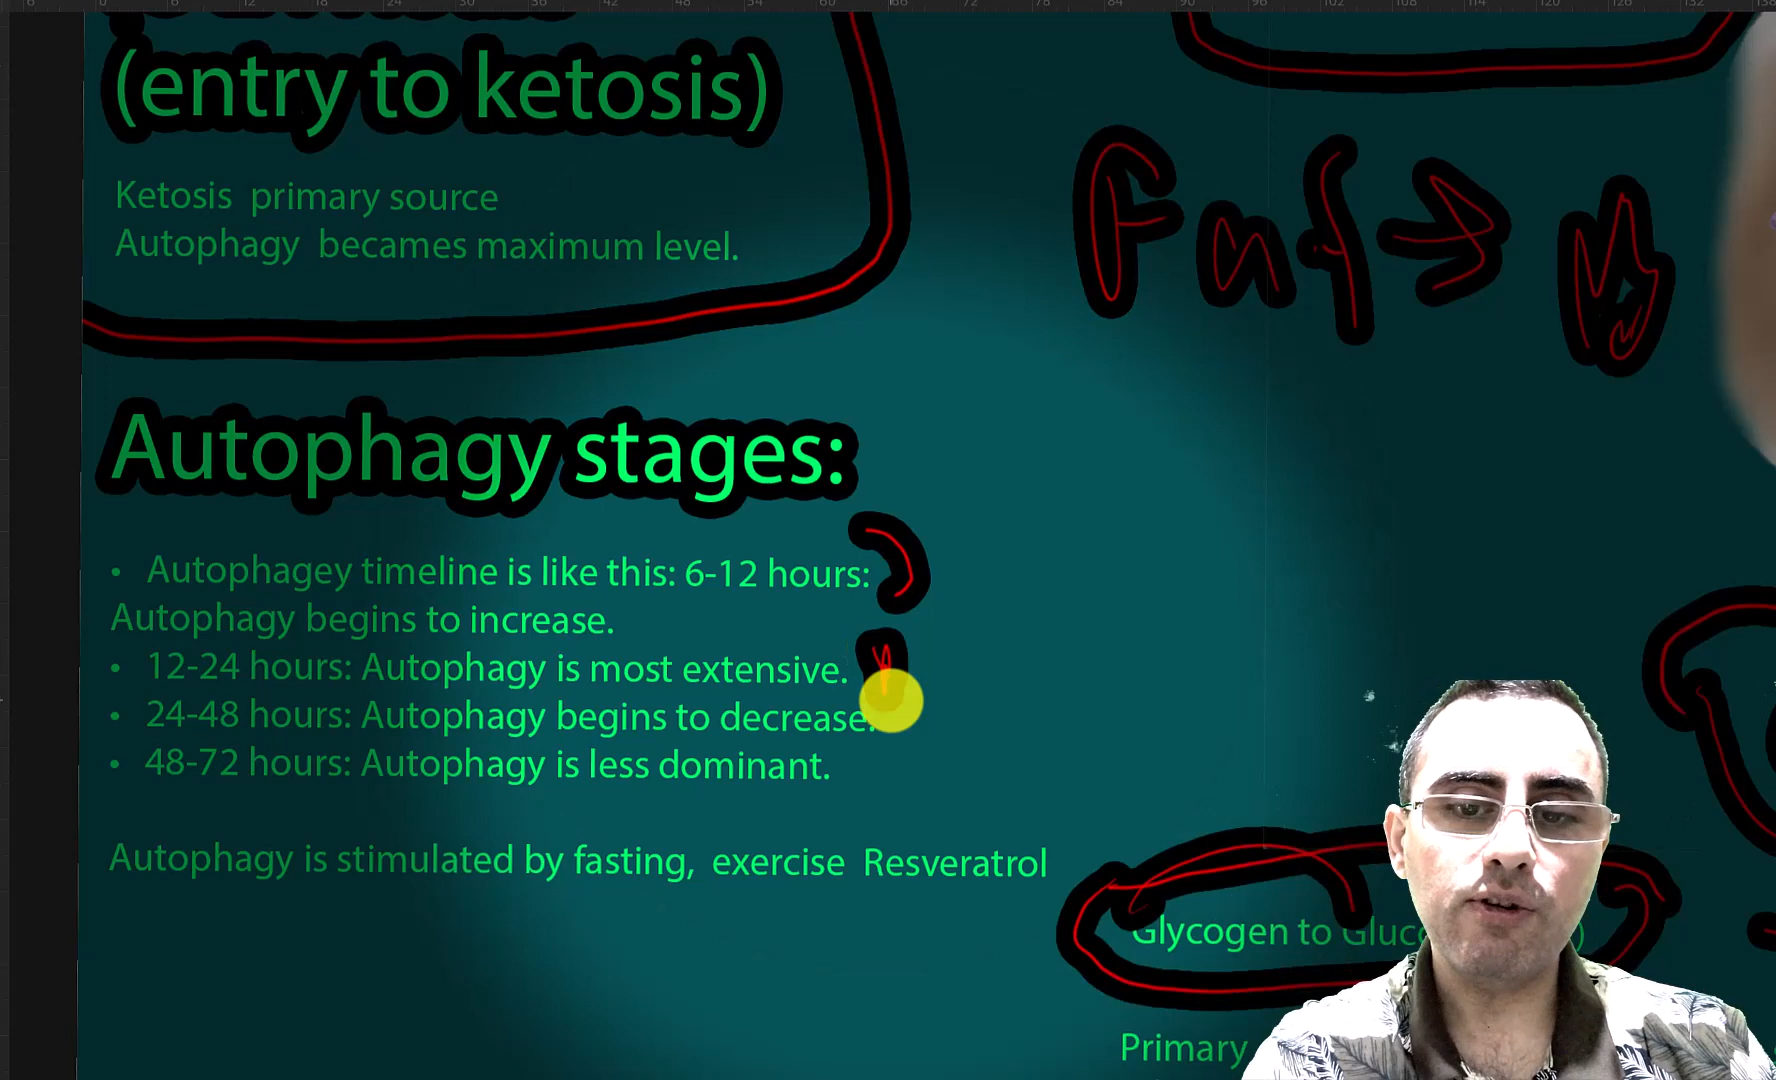 (entry to ketosis)
Ketosis primary source
Autophagy becames maximum level.
Autophagy stages:
• Autophagey timeline is like this: 6-12 hours:
Autophagy begins to increase.
• 12-24 hours: Autophagy is most extensive.
• 24-48 hours: Autophagy begins to decrease.
• 48-72 hours: Autophagy is less dominant.
Autophagy is stimulated by fasting, exercise Resveratrol
Glycogen to
Primary